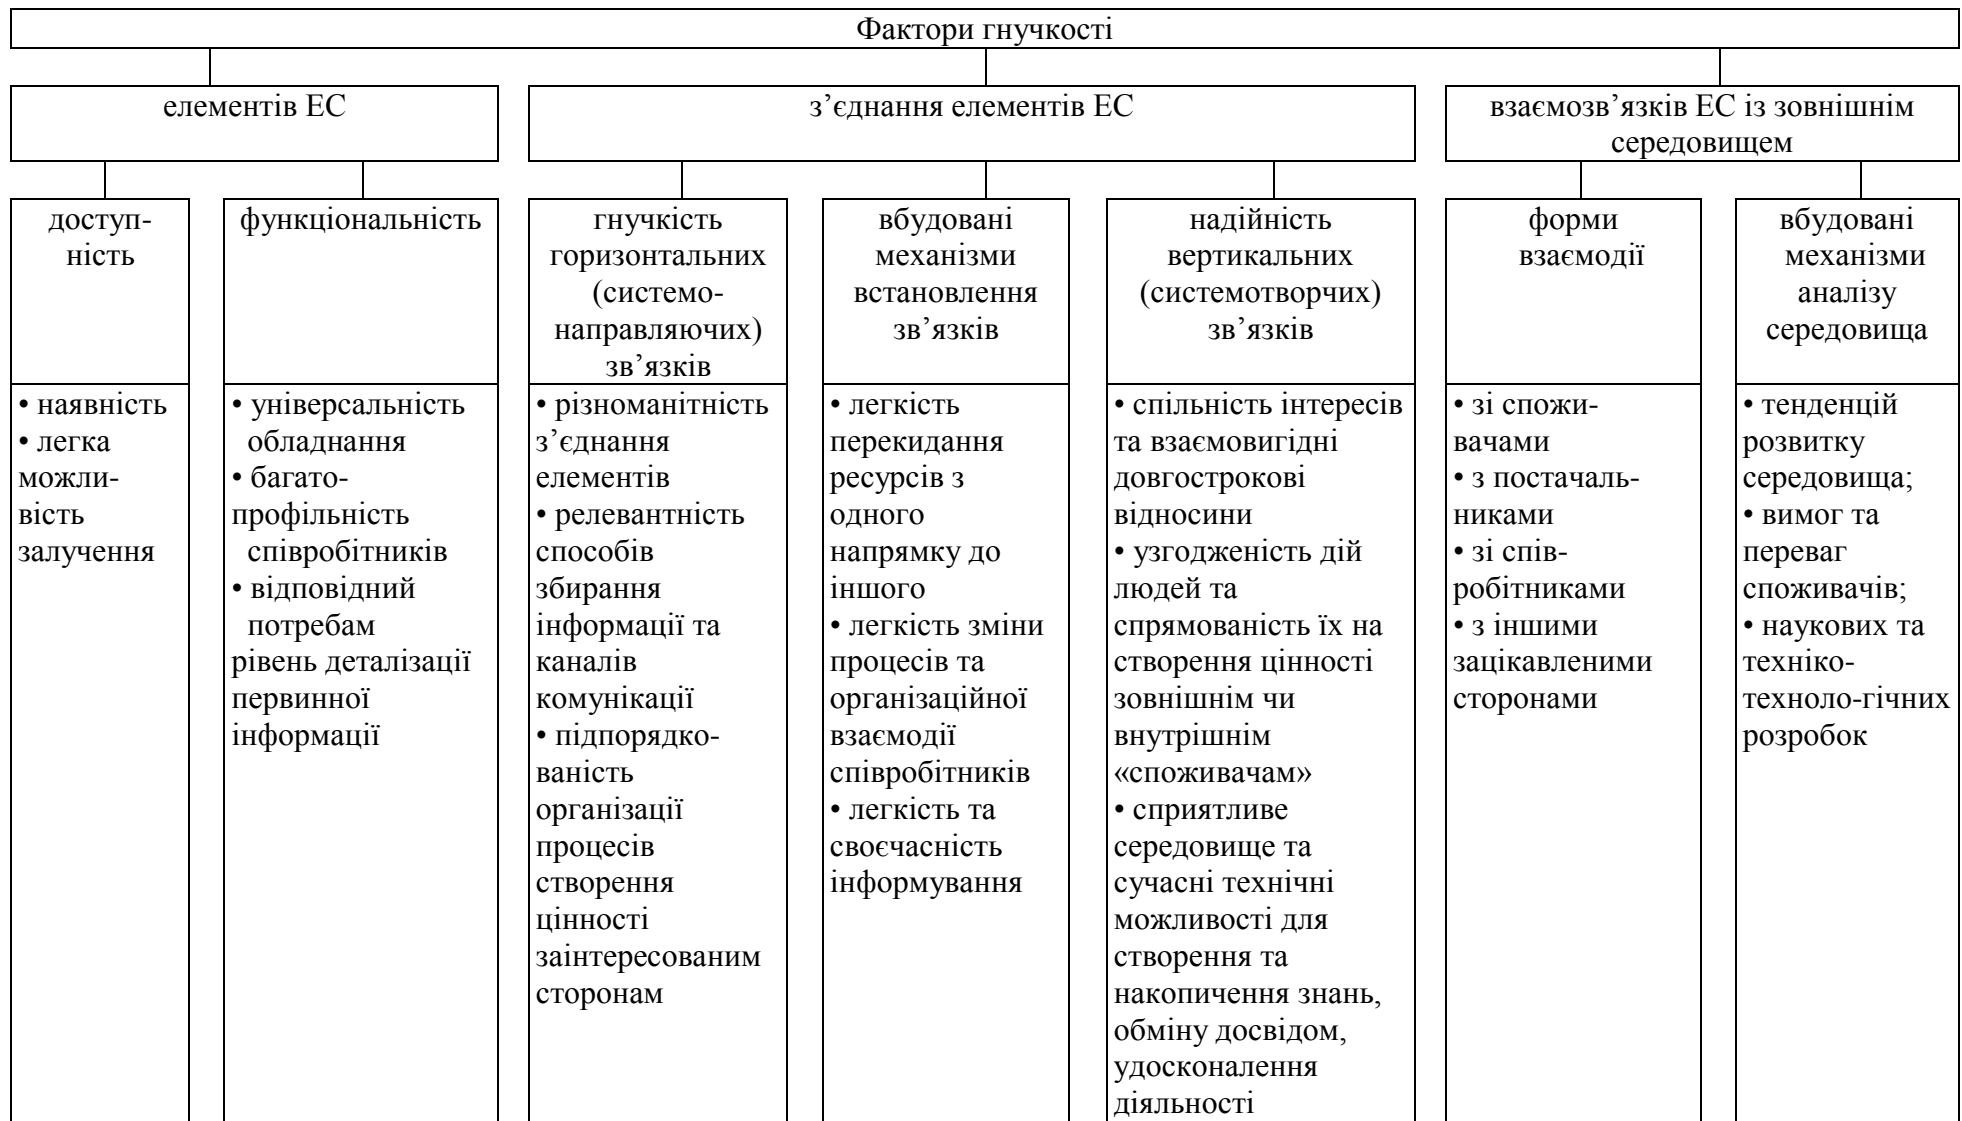 Фактори гнучкості
елементів ЕС
з’єднання елементів ЕС
взаємозв’язків ЕС із зовнішнім
середовищем
доступ-
ність
функціональність
гнучкість
горизонтальних
(системо-
направляючих)
зв’язків
вбудовані
механізми
встановлення
зв’язків
надійність
вертикальних
(системотворчих)
зв’язків
форми
взаємодії
вбудовані
механізми
аналізу
середовища
• наявність
• легка
можли-
вість
залучення
• універсальність
обладнання
• багато-
профільність
співробітників
• відповідний
потребам
рівень деталізації
первинної
інформації
• різноманітність
з’єднання
елементів
• релевантність
способів
збирання
інформації та
каналів
комунікації
• підпорядко-
ваність
організації
процесів
створення
цінності
заінтересованим
сторонам
• легкість
перекидання
ресурсів з
одного
напрямку до
іншого
• легкість зміни
процесів та
організаційної
взаємодії
співробітників
• легкість та
своєчасність
інформування
• спільність інтересів
та взаємовигідні
довгострокові
відносини
• узгодженість дій
людей та
спрямованість їх на
створення цінності
зовнішнім чи
внутрішнім
«споживачам»
• сприятливе
середовище та
сучасні технічні
можливості для
створення та
накопичення знань,
обміну досвідом,
удосконалення
діяльності
• зі спожи-
вачами
• з постачаль-
никами
• зі спів-
робітниками
• з іншими
зацікавленими
сторонами
• тенденцій
розвитку
середовища;
• вимог та
переваг
споживачів;
• наукових та
техніко-
техноло-гічних
розробок